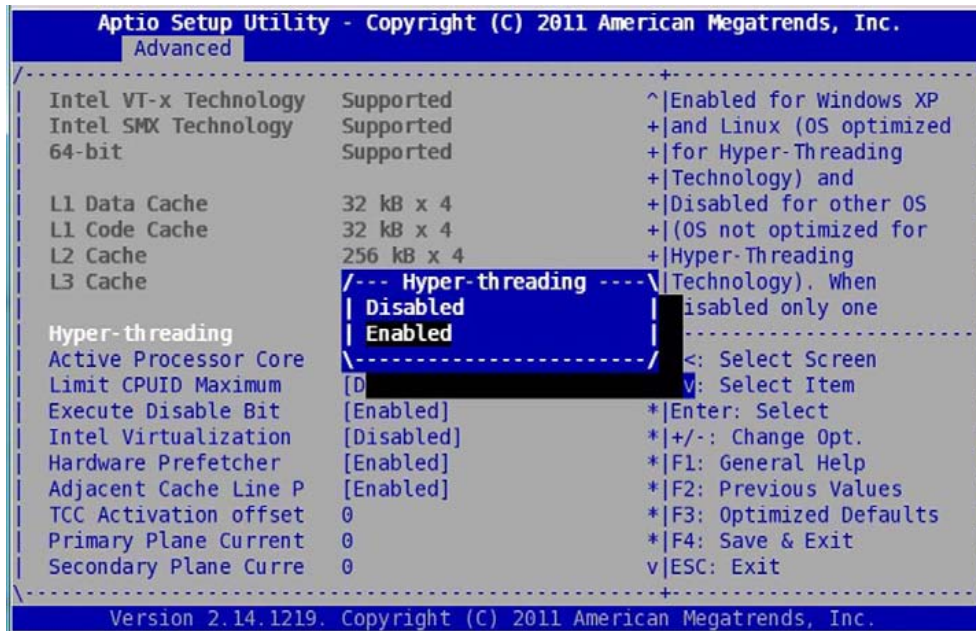 Aptio Setup Utility - Copyright (C) 2011 American Megatrends, Inc.
Advanced
Intel VT-x Technology Supported
Intel SMX Technology Supported
64-bit Supported
L1 Data Cache 32 kB x 4
L1 Code Cache 32 kB x 4
L2 Cache 256 kB x 4
L3 Cache
Hyper-threading
Active Processor Core
Limit CPUID Maximum [D
Execute Disable Bit [Enabled]
Intel Virtualization [Disabled]
Hardware Prefetcher [Enabled]
Adjacent Cache Line P [Enabled]
TCC Activation offset 0
Primary Plane Current 0
Secondary Plane Curre 0
/--- Hyper-threading ----\
Disabled
Enabled
^|Enabled for Windows XP
+|and Linux (OS optimized
+|for Hyper-Threading
+|Technology) and
+|Disabled for other OS
+|(OS not optimized for
+|Hyper-Threading
Technology). When
isabled only one
<: Select Screen
v: Select Item
*|Enter: Select
*|+/-: Change Opt.
*|F1: General Help
*|F2: Previous Values
*|F3: Optimized Defaults
*|F4: Save & Exit
v|ESC: Exit
Version 2.14.1219. Copyright (C) 2011 American Megatrends, Inc.